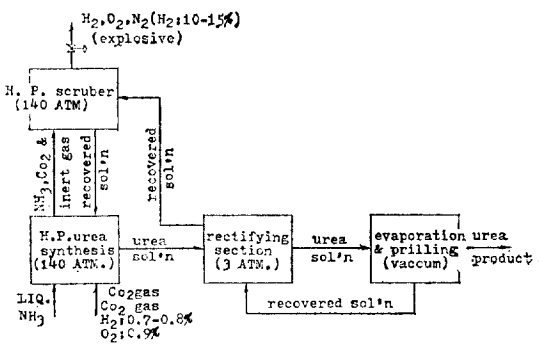 H2,O2,N2(H2:10-15%)
(explosive)
H. P. scruber
(140 ATM)
NH3,CO2 &
inert gas
recovered
sol'n
recovered
sol'n
H.P.urea
synthesis
(140 ATM.)
urea
sol'n
rectifying
section
(3 ATM.)
urea
sol'n
evaporation
& prilling
(vaccum)
urea
product
LIQ.
NH3
CO2gas
CO2 gas
H2:0.7-0.8%
O2:0.9%
recovered sol'n